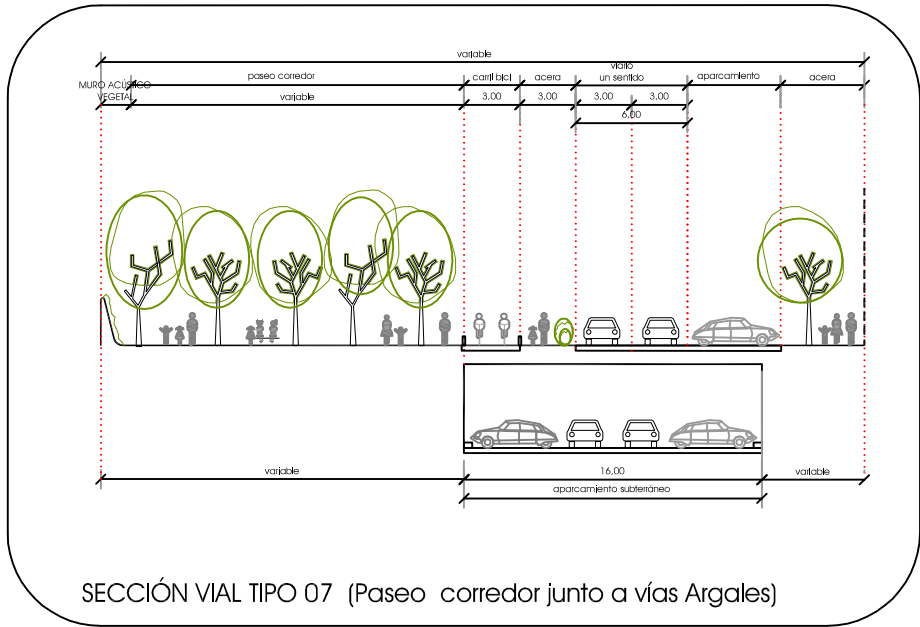 variable
viario
MURO ACÚSTICO
VEGETAL
paseo corredor
carril bici
acera
un sentido
aparcamiento
acera
variable
3.00
3.00
3.00
3.00
6,00
variable
16,00
variable
aparcamiento subterráneo
SECCIÓN VIAL TIPO 07 (Paseo corredor junto a vías Argales)